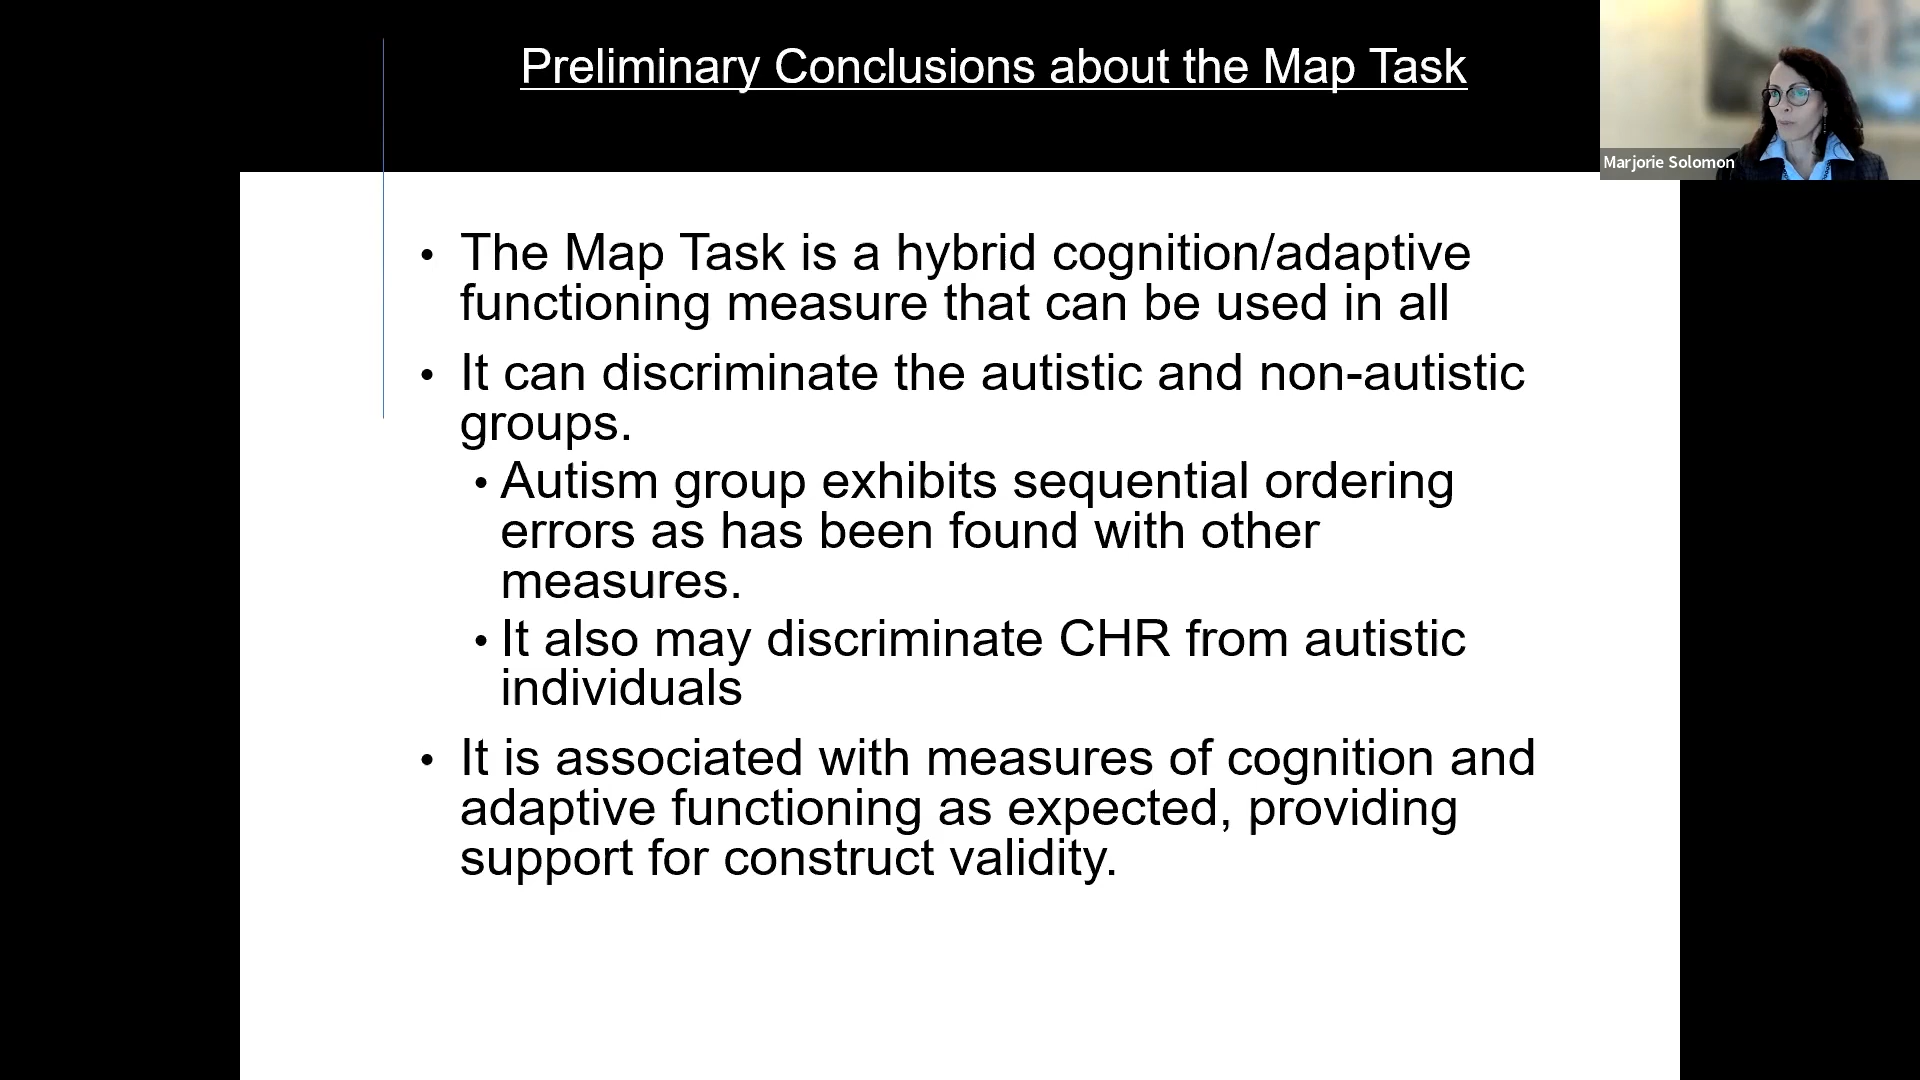 Preliminary Conclusions about the Map Task
Marjorie Solomon
• The Map Task is a hybrid cognition/adaptive
functioning measure that can be used in all
• It can discriminate the autistic and non-autistic
groups.
• Autism group exhibits sequential ordering
errors as has been found with other
measures.
• It also may discriminate CHR from autistic
individuals
• It is associated with measures of cognition and
adaptive functioning as expected, providing
support for construct validity.